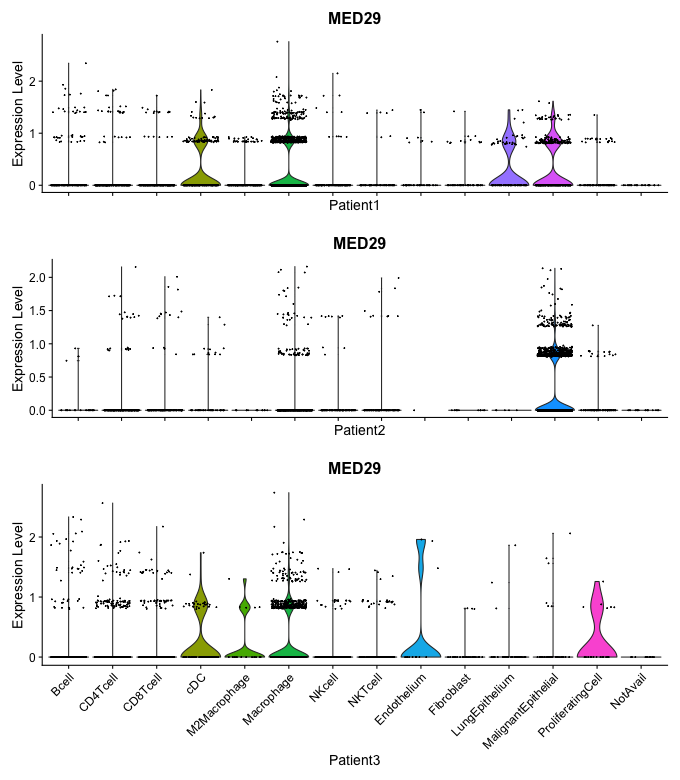 MED29
Expression Level
2
1
0
Patient1
MED29
Expression Level
2.0
1.5
1.0
0.5
0.0
Patient2
MED29
Expression Level
2
1
0
Bcell
CD4Tcell
CD8Tcell
cDC
M2Macrophage
Macrophage
NKcell
NKTcell
Endothelium
Fibroblast
LungEpithelium
MalignantEpithelial
ProliferatingCell
NotAvail
Patient3